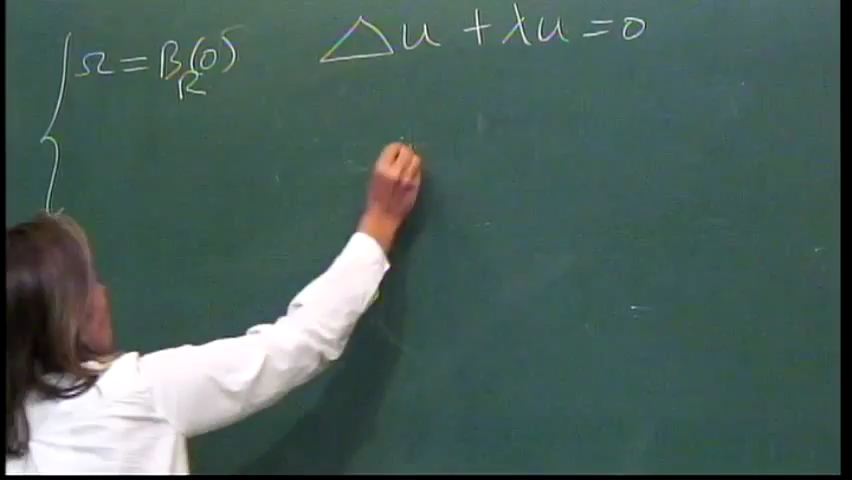 Ω = B_R(0)
Δu + λu = 0